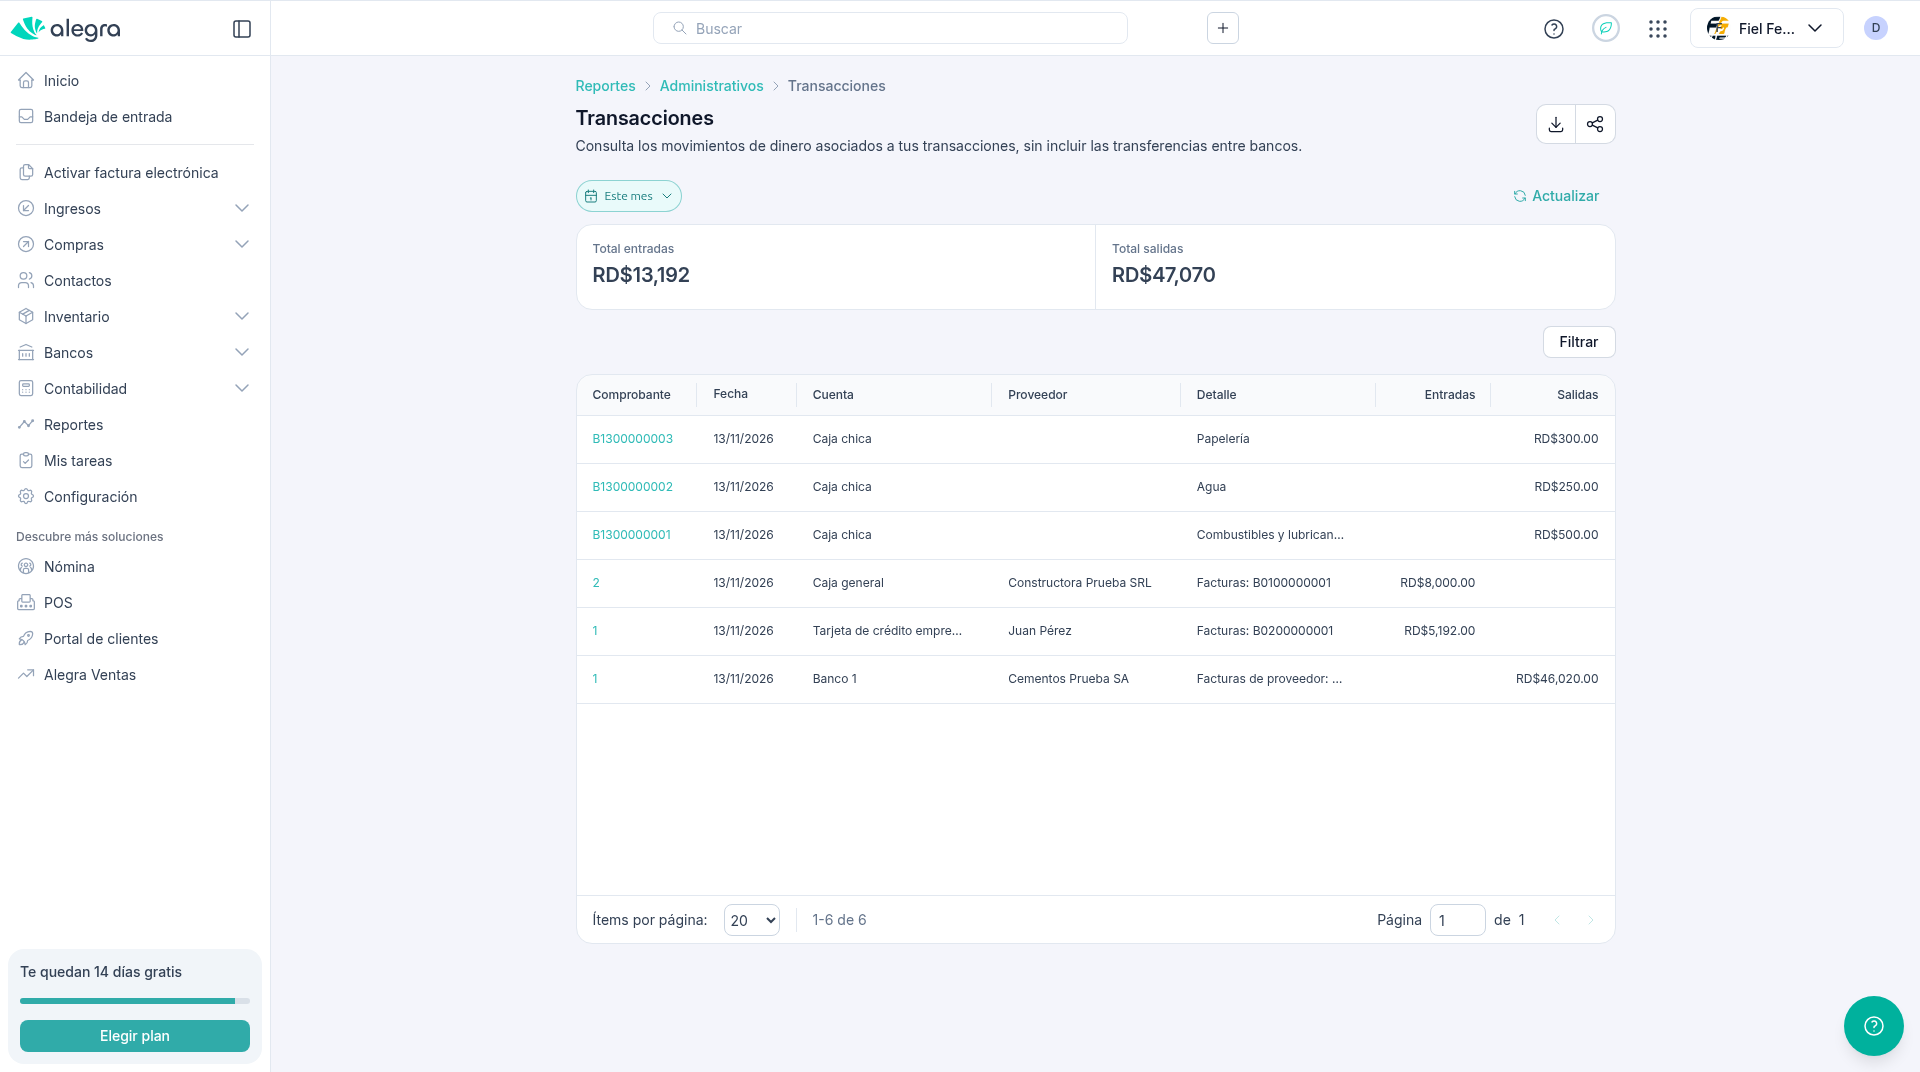 alegra
Buscar
Fiel Fe...
D
Inicio
Bandeja de entrada
Activar factura electrónica
Ingresos
Compras
Contactos
Inventario
Bancos
Contabilidad
Reportes
Mis tareas
Configuración
Descubre más soluciones
Nómina
POS
Portal de clientes
Alegra Ventas
Te quedan 14 días gratis
Elegir plan
Reportes > Administrativos > Transacciones
Transacciones
Consulta los movimientos de dinero asociados a tus transacciones, sin incluir las transferencias entre bancos.
Este mes
Actualizar
Total entradas
RD$13,192
Total salidas
RD$47,070
Filtrar
Comprobante Fecha Cuenta Proveedor Detalle Entradas Salidas
B1300000003 13/11/2026 Caja chica Papelería RD$300.00
B1300000002 13/11/2026 Caja chica Agua RD$250.00
B1300000001 13/11/2026 Caja chica Combustibles y lubrican... RD$500.00
2 13/11/2026 Caja general Constructora Prueba SRL Facturas: B0100000001 RD$8,000.00
1 13/11/2026 Tarjeta de crédito empre... Juan Pérez Facturas: B0200000001 RD$5,192.00
1 13/11/2026 Banco 1 Cementos Prueba SA Facturas de proveedor: ... RD$46,020.00
Ítems por página: 20 1-6 de 6 Página 1 de 1